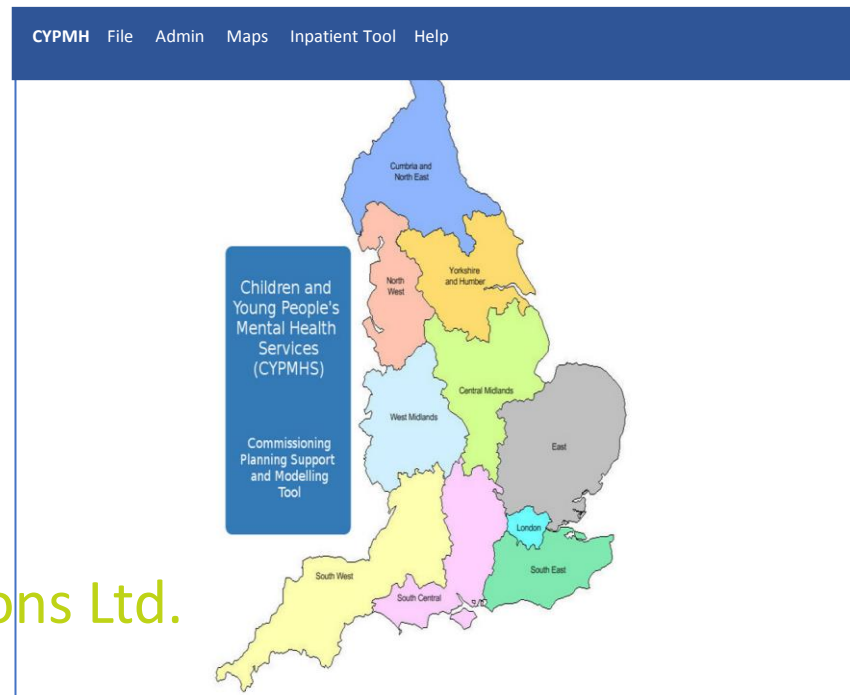 CYPMH File Admin Maps Inpatient Tool Help
Cumbria and
North East
Yorkshire
and Humber
North
West
Children and
Young People's
Mental Health
Services
(CYPMHS)
Central Midlands
West Midlands
Commissioning
Planning Support
and Modelling
Tool
East
London
South East
South West
South Central
ons Ltd.